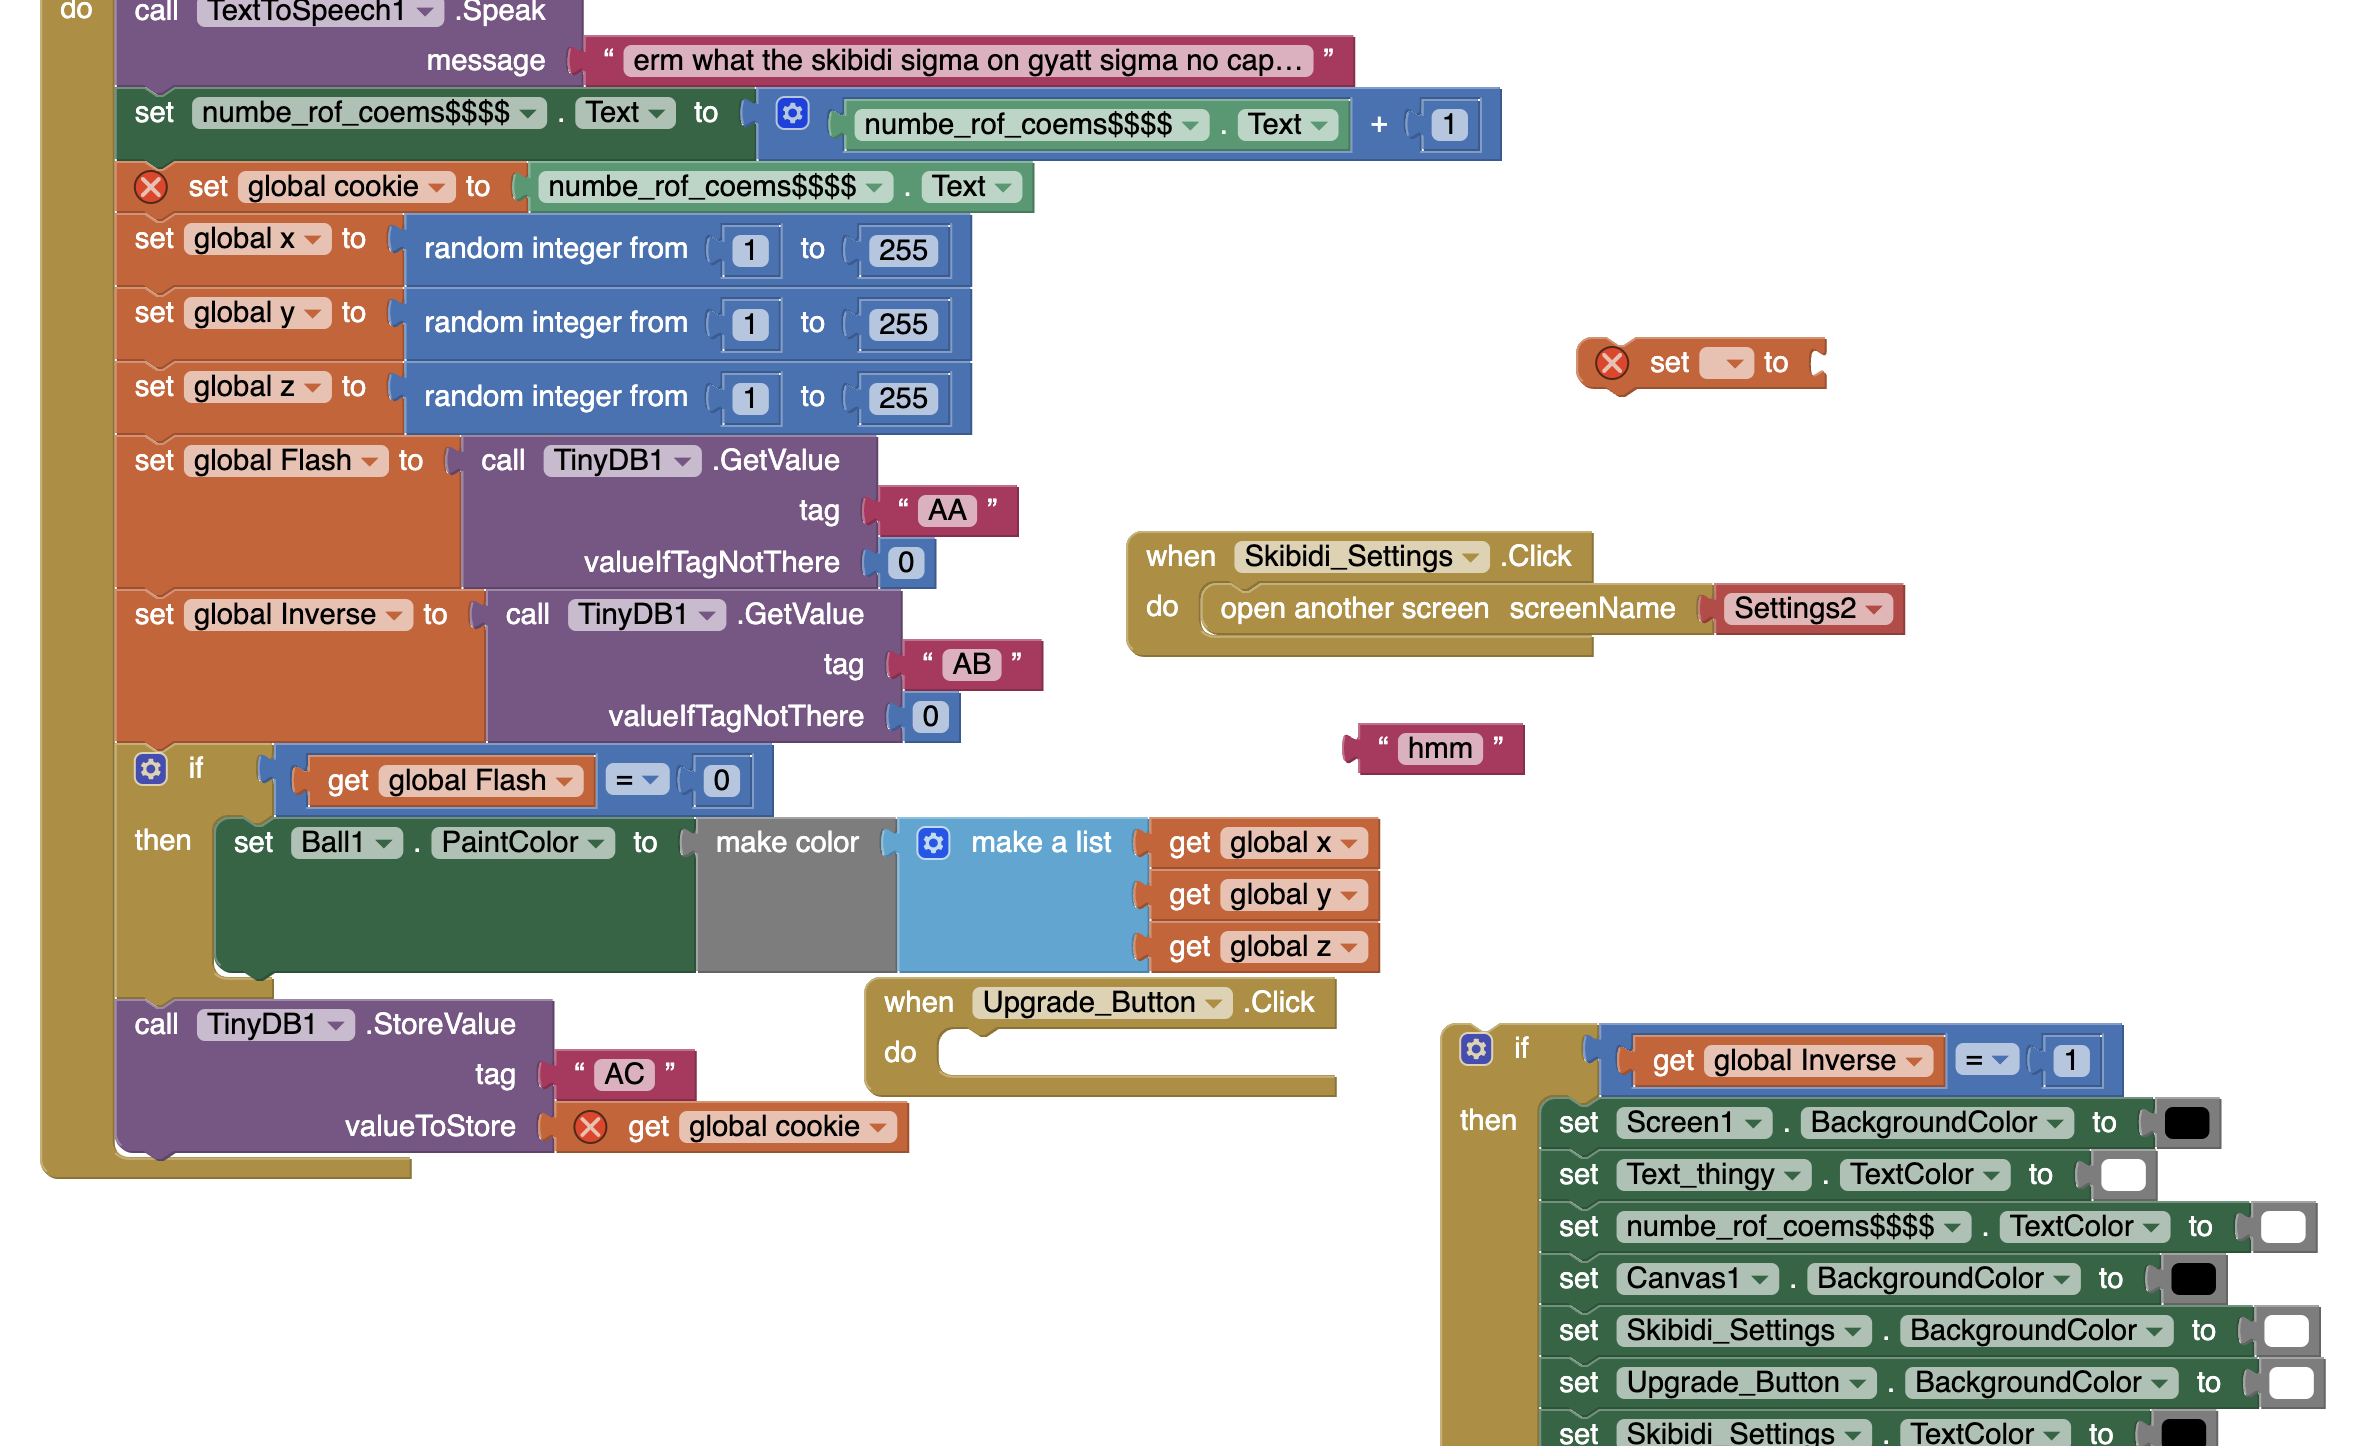 do call TextToSpeech1 .Speak
message “ erm what the skibidi sigma on gyatt sigma no cap... ”
set numbe_rof_coems$$$$ . Text to numbe_rof_coems$$$$ . Text + 1
set global cookie to numbe_rof_coems$$$$ . Text
set global x to random integer from 1 to 255
set global y to random integer from 1 to 255
set global z to random integer from 1 to 255
set global Flash to call TinyDB1 .GetValue
tag “ AA ”
valueIfTagNotThere 0
set global Inverse to call TinyDB1 .GetValue
tag “ AB ”
valueIfTagNotThere 0
if get global Flash = 0
then set Ball1 . PaintColor to make color make a list get global x
get global y
get global z
call TinyDB1 .StoreValue
tag “ AC ”
valueToStore get global cookie
set to
when Skibidi_Settings .Click
do open another screen screenName Settings2
“ hmm ”
when Upgrade_Button .Click
do
if get global Inverse = 1
then set Screen1 . BackgroundColor to
set Text_thingy . TextColor to
set numbe_rof_coems$$$$ . TextColor to
set Canvas1 . BackgroundColor to
set Skibidi_Settings . BackgroundColor to
set Upgrade_Button . BackgroundColor to
set Skibidi_Settings . TextColor to